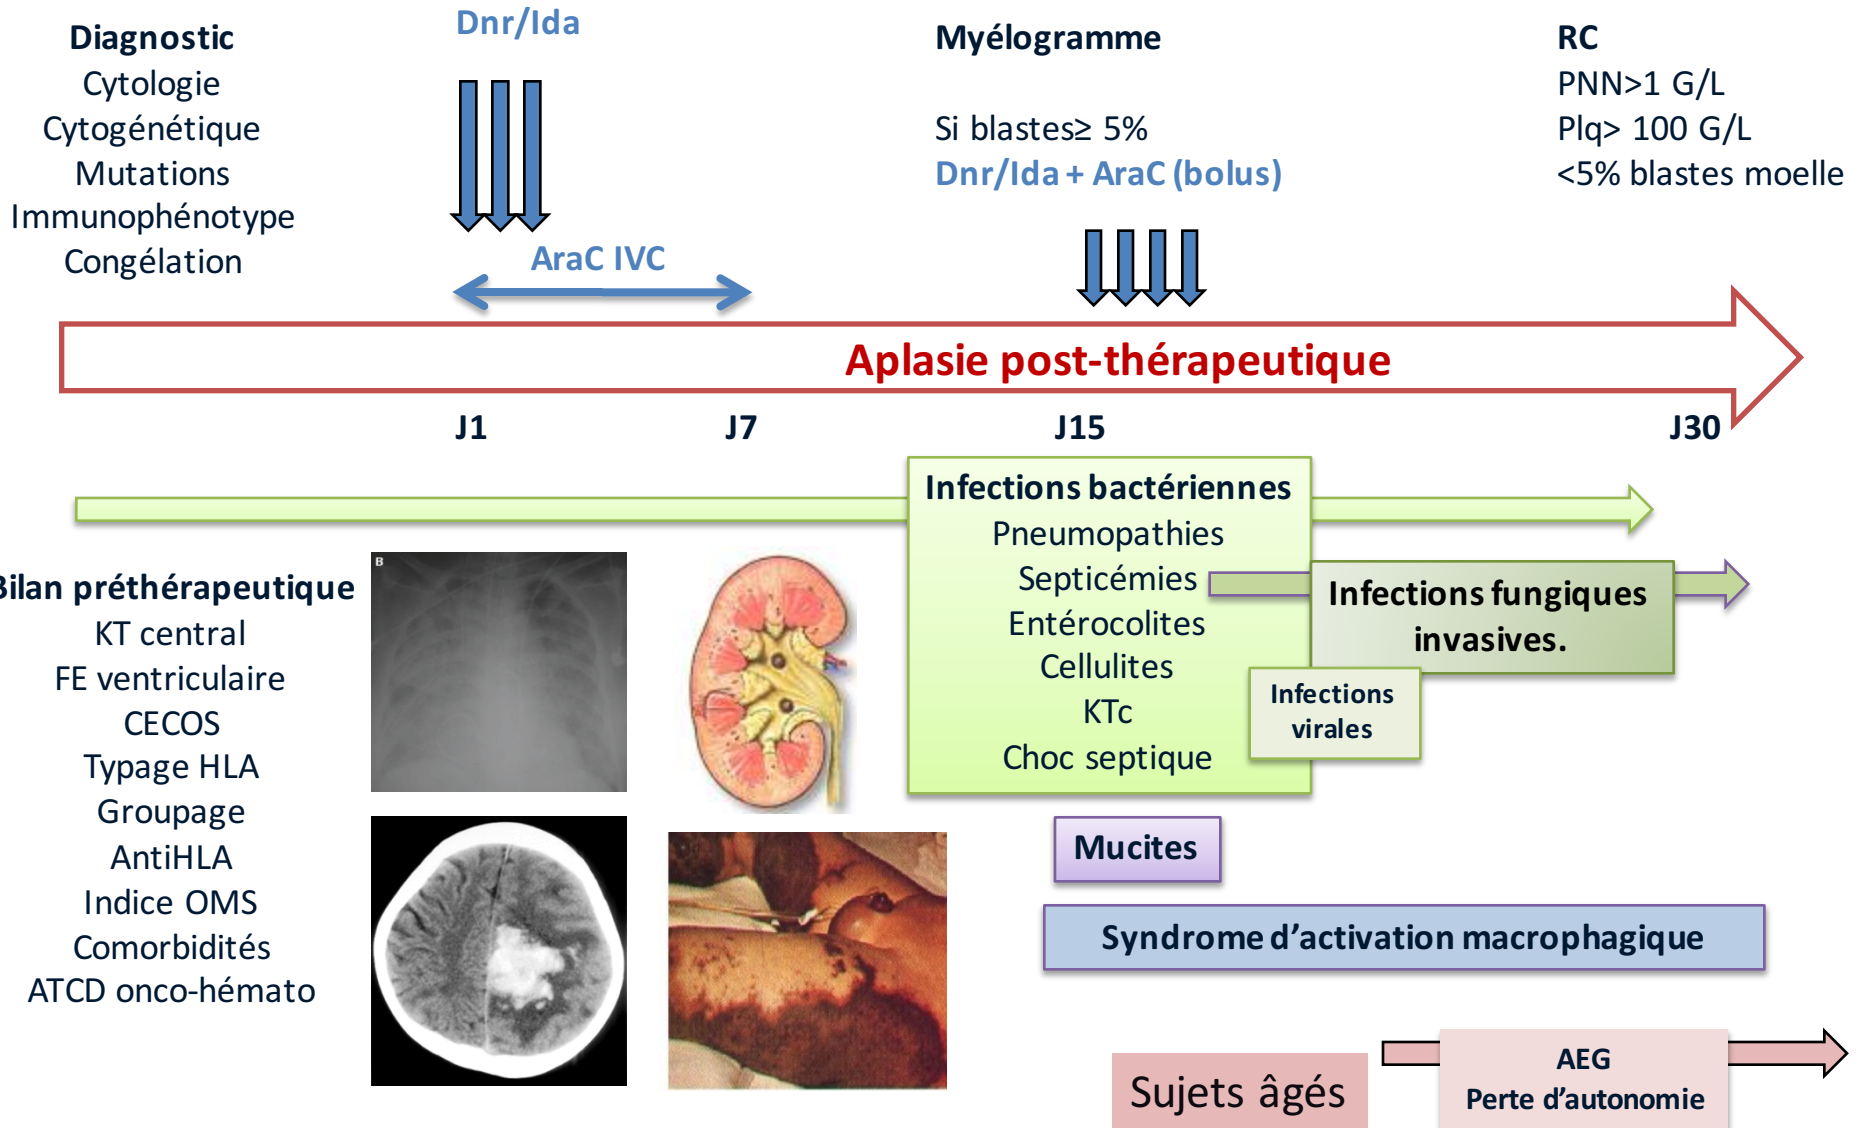 Diagnostic
Cytologie
Cytogénétique
Mutations
Immunophénotype
Congélation
Dnr/Ida
AraC IVC
Myélogramme
Si blastes≥ 5%
Dnr/Ida + AraC (bolus)
RC
PNN>1 G/L
Plq> 100 G/L
<5% blastes moelle
Aplasie post-thérapeutique
J1
J7
J15
J30
Bilan préthérapeutique
KT central
FE ventriculaire
CECOS
Typage HLA
Groupage
AntiHLA
Indice OMS
Comorbidités
ATCD onco-hémato
B
Infections bactériennes
Pneumopathies
Septicémies
Entérocolites
Cellulites
KTc
Choc septique
Infections fungiques
invasives.
Infections
virales
Mucites
Syndrome d'activation macrophagique
Sujets âgés
AEG
Perte d'autonomie